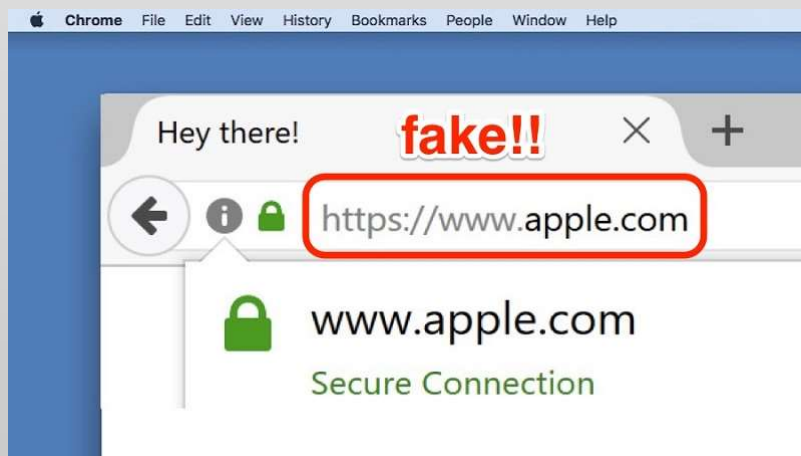 Chrome File Edit View History Bookmarks People Window Help
Hey there! fake!!
https://www.apple.com
www.apple.com
Secure Connection